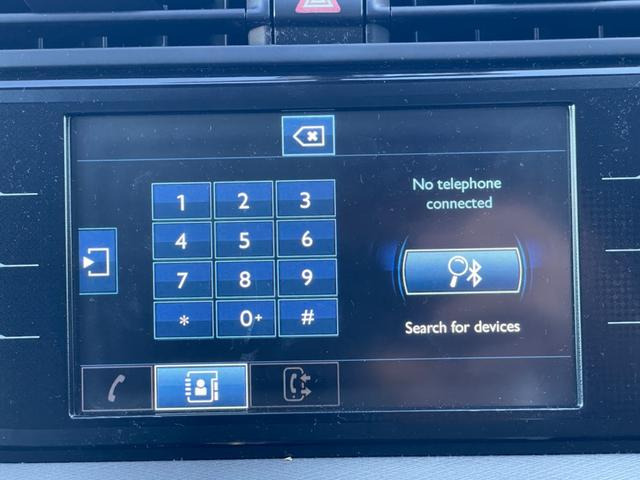 1 2 3
No telephone
connected
4 5 6
7 8 9
* 0+ #
Search for devices